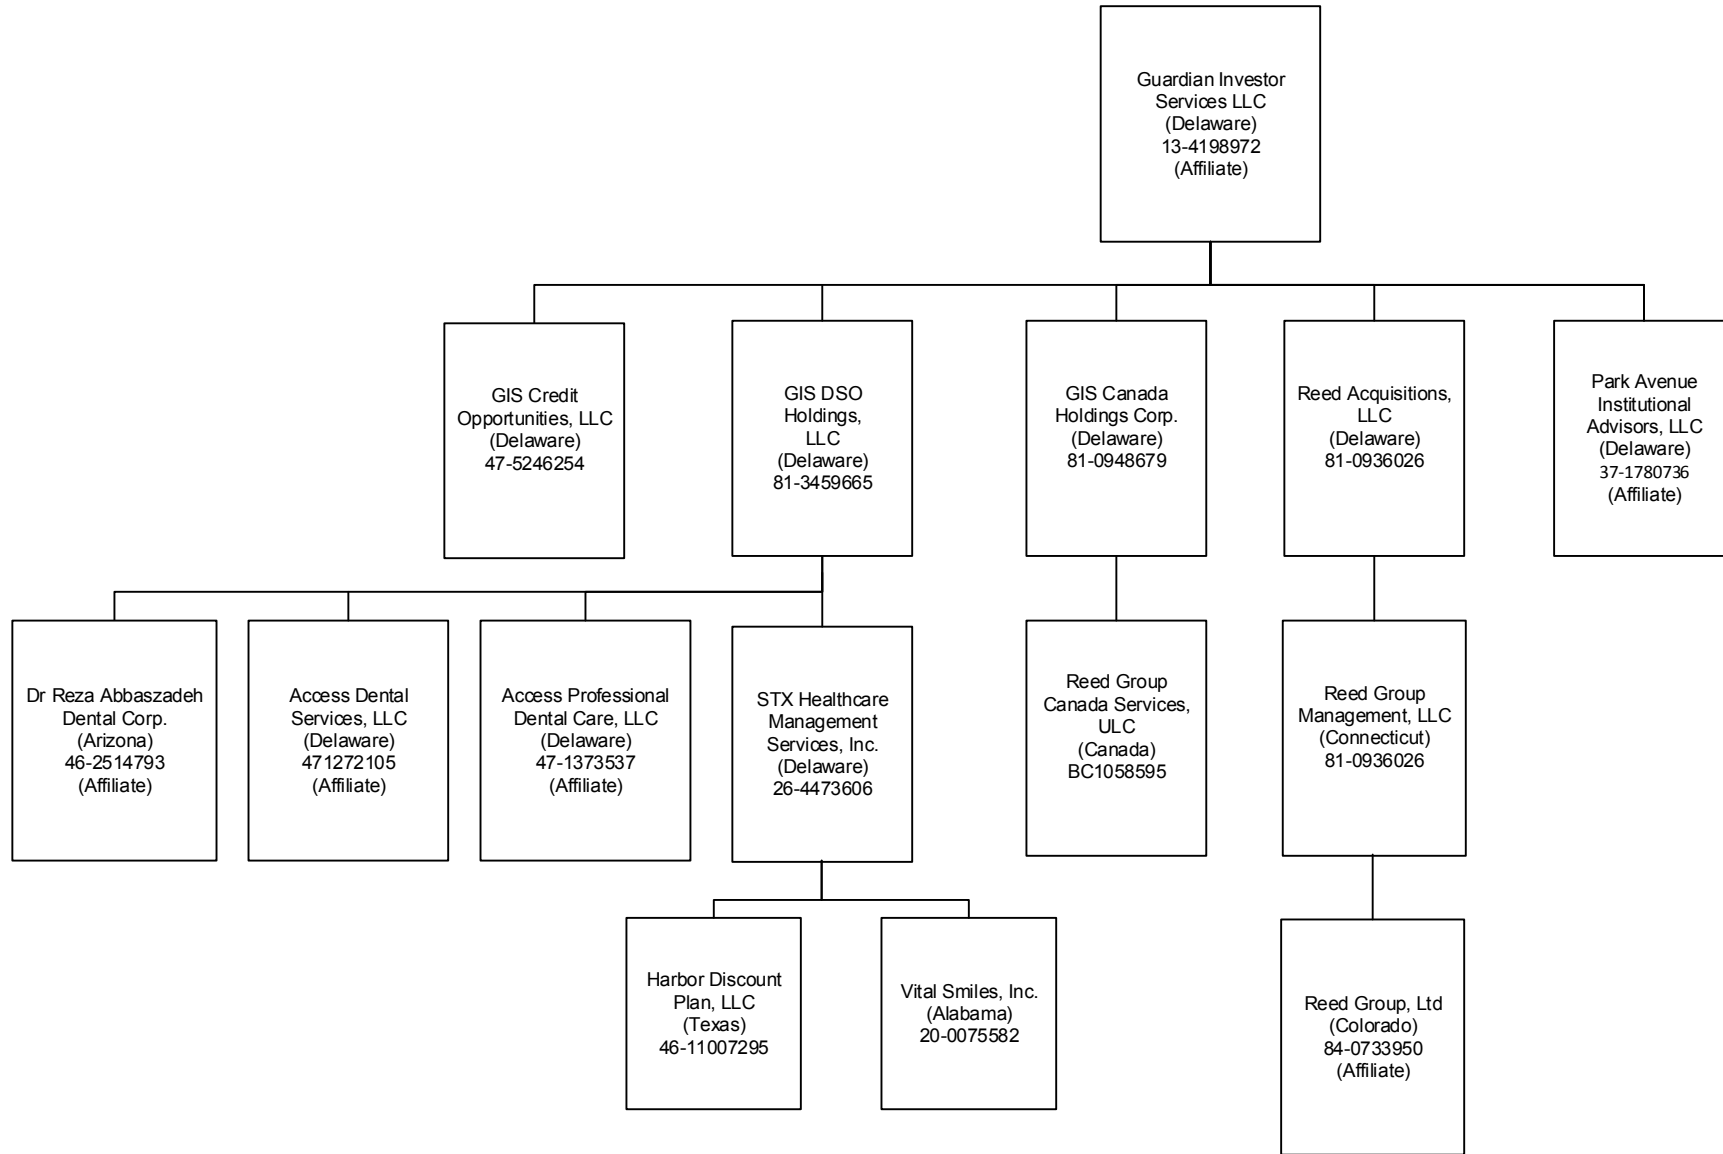 Guardian Investor
Services LLC
(Delaware)
13-4198972
(Affiliate)
GIS Credit
Opportunities, LLC
(Delaware)
47-5246254
GIS DSO
Holdings,
LLC
(Delaware)
81-3459665
GIS Canada
Holdings Corp.
(Delaware)
81-0948679
Reed Acquisitions,
LLC
(Delaware)
81-0936026
Park Avenue
Institutional
Advisors, LLC
(Delaware)
37-1780736
(Affiliate)
Dr Reza Abbaszadeh
Dental Corp.
(Arizona)
46-2514793
(Affiliate)
Access Dental
Services, LLC
(Delaware)
471272105
(Affiliate)
Access Professional
Dental Care, LLC
(Delaware)
47-1373537
(Affiliate)
STX Healthcare
Management
Services, Inc.
(Delaware)
26-4473606
Reed Group
Canada Services,
ULC
(Canada)
BC1058595
Reed Group
Management, LLC
(Connecticut)
81-0936026
Harbor Discount
Plan, LLC
(Texas)
46-11007295
Vital Smiles, Inc.
(Alabama)
20-0075582
Reed Group, Ltd
(Colorado)
84-0733950
(Affiliate)